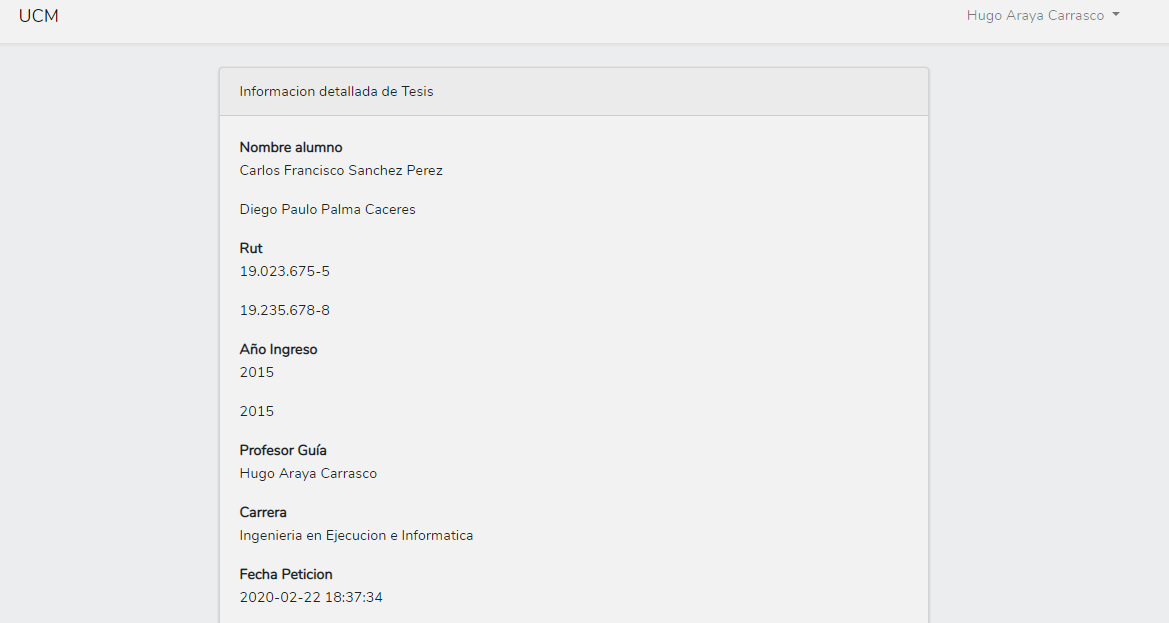 UCM
Hugo Araya Carrasco
Informacion detallada de Tesis
Nombre alumno
Carlos Francisco Sanchez Perez
Diego Paulo Palma Caceres
Rut
19.023.675-5
19.235.678-8
Año Ingreso
2015
2015
Profesor Guía
Hugo Araya Carrasco
Carrera
Ingenieria en Ejecucion e Informatica
Fecha Peticion
2020-02-22 18:37:34